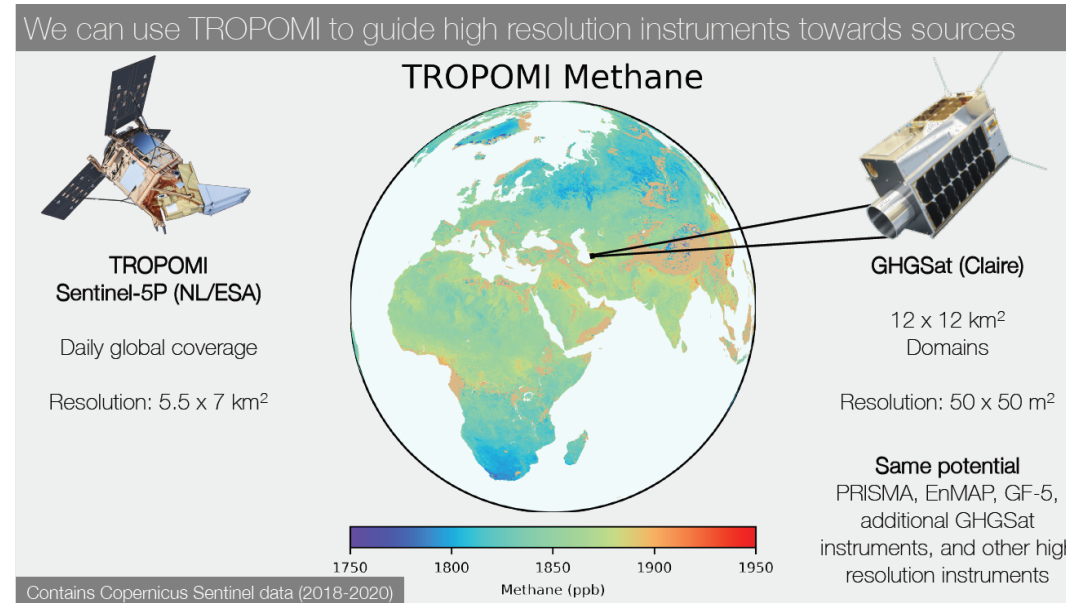 We can use TROPOMI to guide high resolution instruments towards sources
TROPOMI Methane
TROPOMI
Sentinel-5P (NL/ESA)
Daily global coverage
Resolution: 5.5 x 7 km²
GHGSat (Claire)
12 x 12 km²
Domains
Resolution: 50 x 50 m²
Same potential
PRISMA, EnMAP, GF-5,
additional GHGSat
instruments, and other high
resolution instruments
1750 1800 1850 1900 1950
Methane (ppb)
Contains Copernicus Sentinel data (2018-2020)